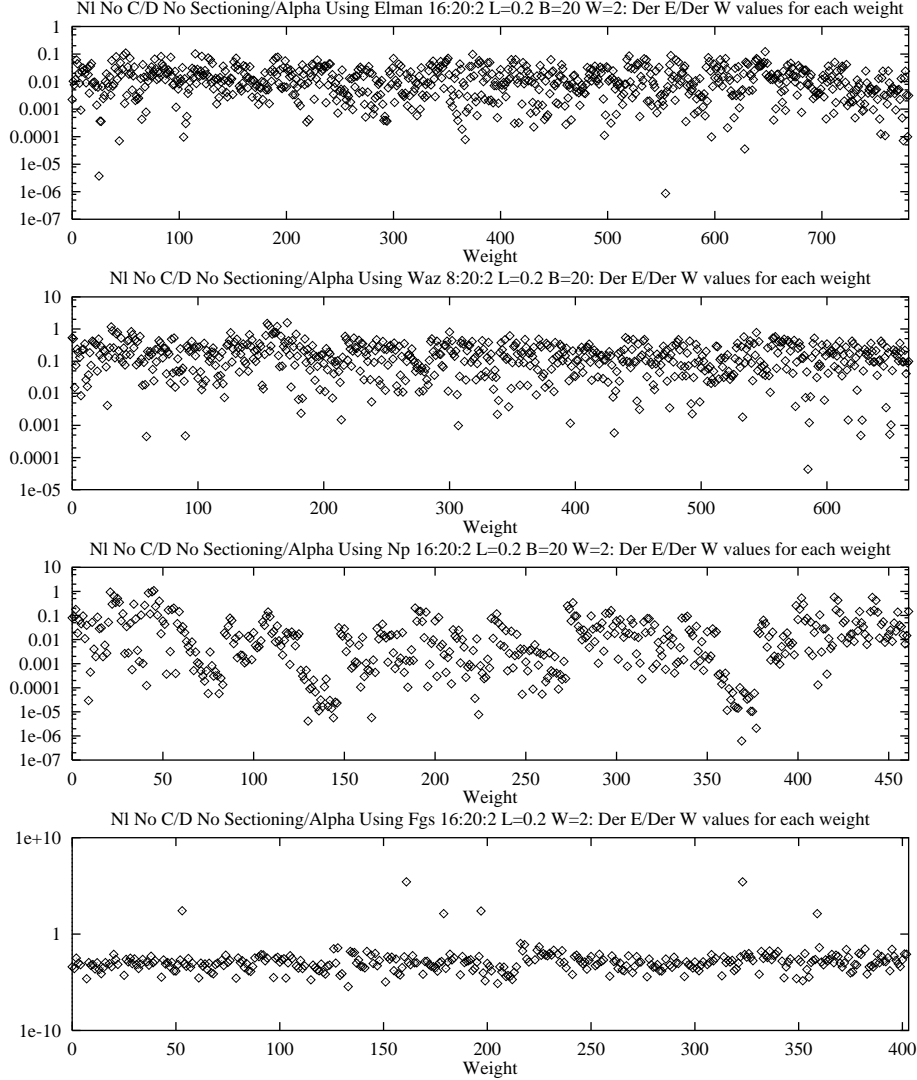 Nl No C/D No Sectioning/Alpha Using Elman 16:20:2 L=0.2 B=20 W=2: Der E/Der W values for each weight
1
0.1
0.01
0.001
0.0001
1e-05
1e-06
1e-07
0 100 200 300 400 500 600 700
Weight
Nl No C/D No Sectioning/Alpha Using Waz 8:20:2 L=0.2 B=20: Der E/Der W values for each weight
10
1
0.1
0.01
0.001
0.0001
1e-05
0 100 200 300 400 500 600
Weight
Nl No C/D No Sectioning/Alpha Using Np 16:20:2 L=0.2 B=20 W=2: Der E/Der W values for each weight
10
1
0.1
0.01
0.001
0.0001
1e-05
1e-06
1e-07
0 50 100 150 200 250 300 350 400 450
Weight
Nl No C/D No Sectioning/Alpha Using Fgs 16:20:2 L=0.2 W=2: Der E/Der W values for each weight
1e+10
1
1e-10
0 50 100 150 200 250 300 350 400
Weight